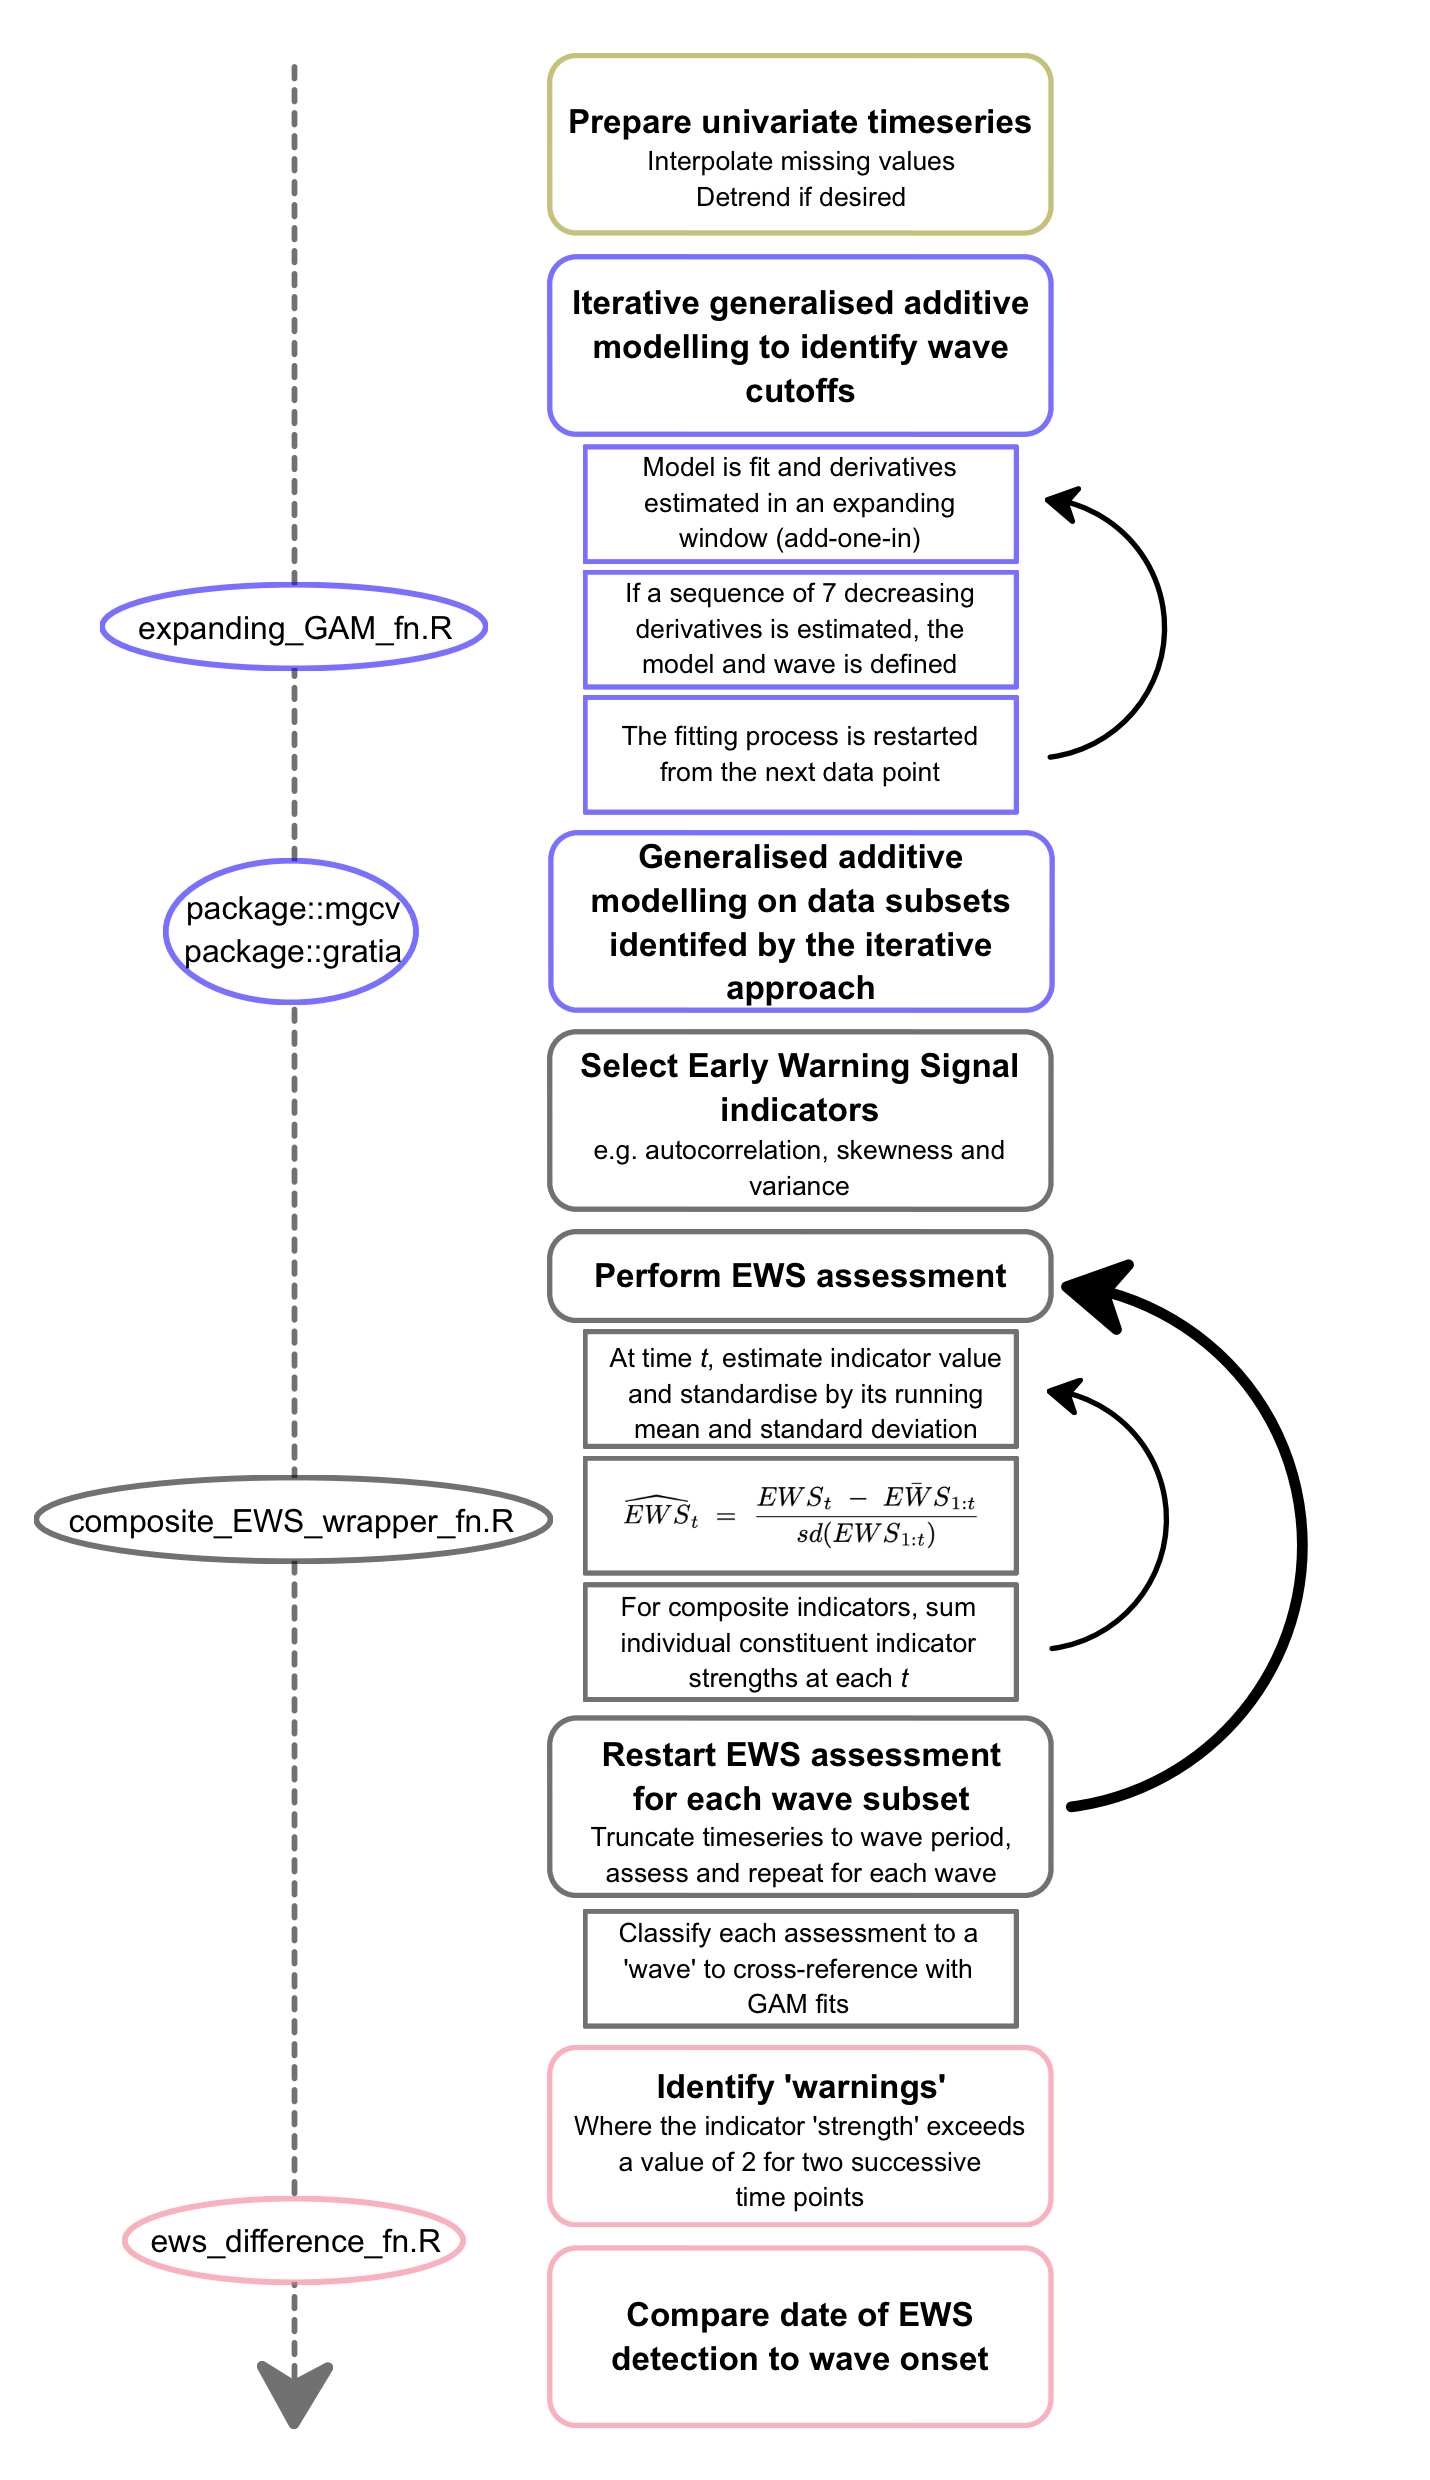 Prepare univariate timeseries
Interpolate missing values
Detrend if desired
Iterative generalised additive
modelling to identify wave
cutoffs
Model is fit and derivatives
estimated in an expanding
window (add-one-in)
expanding_GAM_fn.R
If a sequence of 7 decreasing
derivatives is estimated, the
model and wave is defined
The fitting process is restarted
from the next data point
package::mgcv
package::gratia
Generalised additive
modelling on data subsets
identifed by the iterative
approach
Select Early Warning Signal
indicators
e.g. autocorrelation, skewness and
variance
Perform EWS assessment
At time t, estimate indicator value
and standardise by its running
mean and standard deviation
composite_EWS_wrapper_fn.R
$\widehat{EWS}_t = \frac{EWS_t - E\bar{W}S_{1:t}}{sd(EWS_{1:t})}$
For composite indicators, sum
individual constituent indicator
strengths at each t
Restart EWS assessment
for each wave subset
Truncate timeseries to wave period,
assess and repeat for each wave
Classify each assessment to a
'wave' to cross-reference with
GAM fits
Identify 'warnings'
Where the indicator 'strength' exceeds
a value of 2 for two successive
time points
ews_difference_fn.R
Compare date of EWS
detection to wave onset